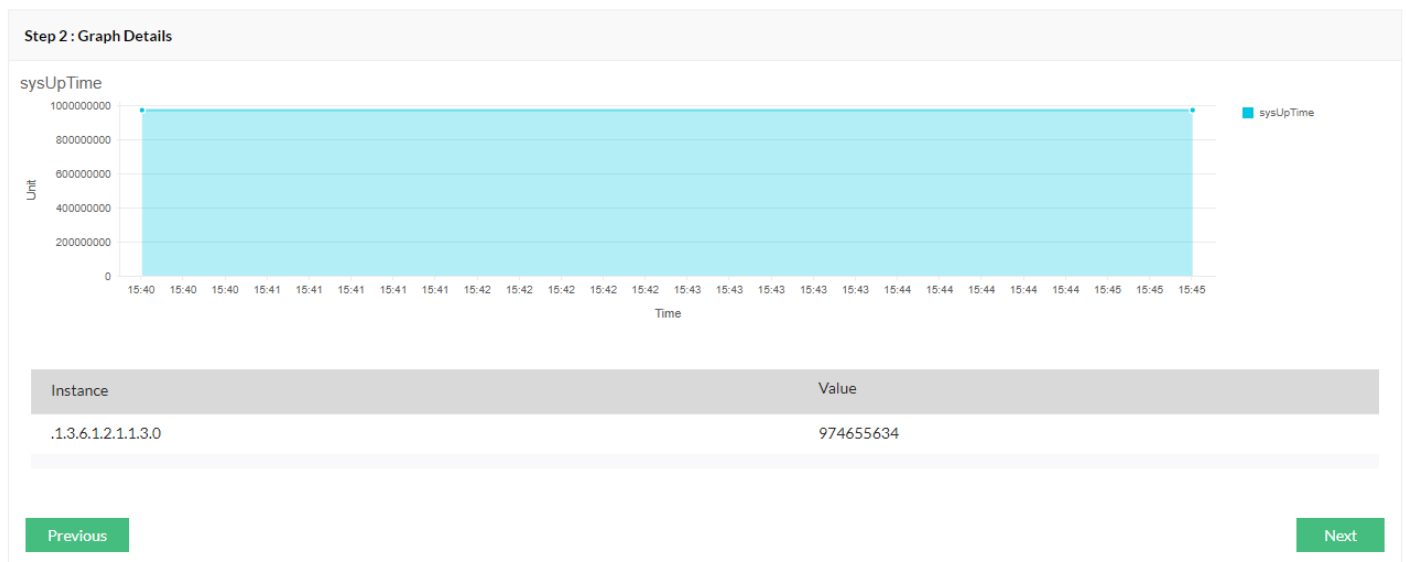 Step 2 : Graph Details
sysUpTime
1000000000
800000000
600000000
400000000
200000000
0
Unit
15:40 15:40 15:40 15:41 15:41 15:41 15:41 15:41 15:42 15:42 15:42 15:42 15:42 15:43 15:43 15:43 15:43 15:43 15:44 15:44 15:44 15:44 15:44 15:45 15:45 15:45
Time
sysUpTime
Instance Value
.1.3.6.1.2.1.1.3.0 974655634
Previous Next